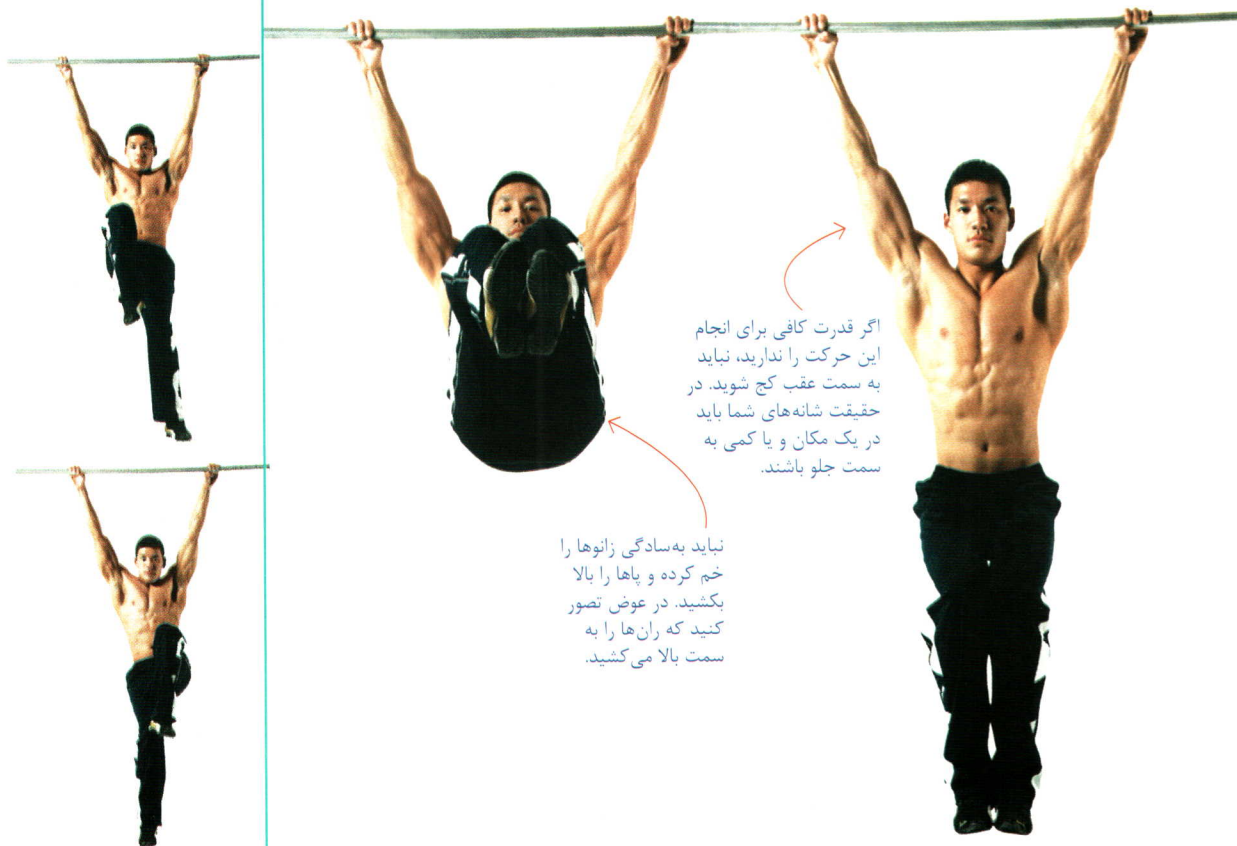 اگر قدرت کافی برای انجام
این حرکت را ندارید، نباید
به سمت عقب کج شوید. در
حقیقت شانه‌های شما باید
در یک مکان و یا کمی به
سمت جلو باشند.
نباید به‌سادگی زانوها را
خم کرده و پاها را بالا
بکشید. در عوض تصور
کنید که ران‌ها را به
سمت بالا می‌کشید.